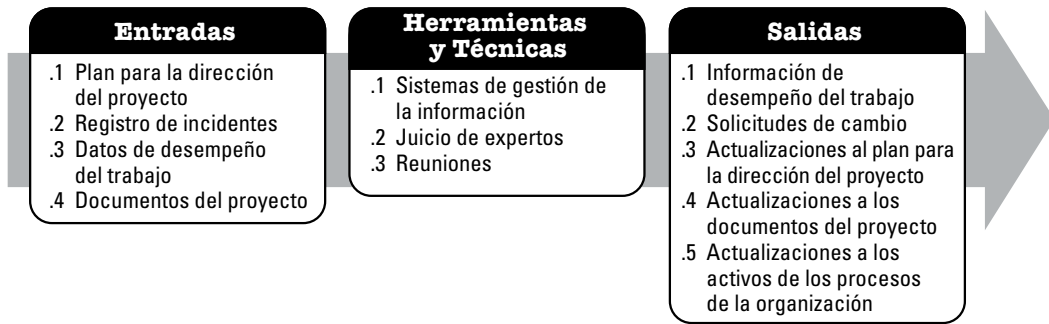 Entradas
.1 Plan para la dirección
del proyecto
.2 Registro de incidentes
.3 Datos de desempeño
del trabajo
.4 Documentos del proyecto
Herramientas
y Técnicas
.1 Sistemas de gestión de
la información
.2 Juicio de expertos
.3 Reuniones
Salidas
.1 Información de
desempeño del trabajo
.2 Solicitudes de cambio
.3 Actualizaciones al plan para
la dirección del proyecto
.4 Actualizaciones a los
documentos del proyecto
.5 Actualizaciones a los
activos de los procesos
de la organización